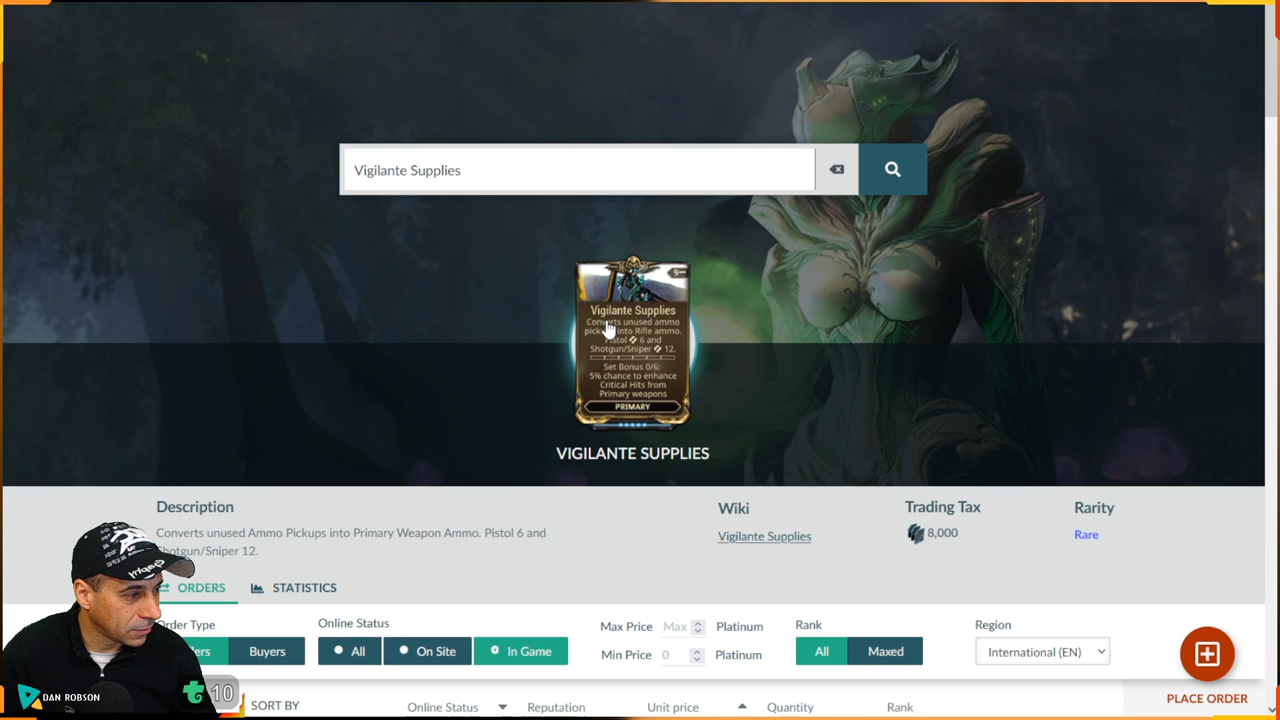 Vigilante Supplies
9
Vigilante Supplies
Converts unused ammo
into Rifle ammo.
Pistol 6 and
Shotgun/Sniper 12.
Set Bonus 0/6:
5% chance to enhance
Critical Hits from
Primary weapons
PRIMARY
VIGILANTE SUPPLIES
Description
Wiki
Trading Tax
Rarity
Converts unused Ammo Pickups into Primary Weapon Ammo. Pistol 6 and
Shotgun/Sniper 12.
Vigilante Supplies
8,000
Rare
ORDERS
STATISTICS
Order Type
Online Status
Max Price
Max
Platinum
Rank
Region
Buyers
All
On Site
In Game
Min Price
0
Platinum
All
Maxed
International (EN)
DAN ROBSON
10
SORT BY
Online Status
Reputation
Unit price
Quantity
Rank
PLACE ORDER